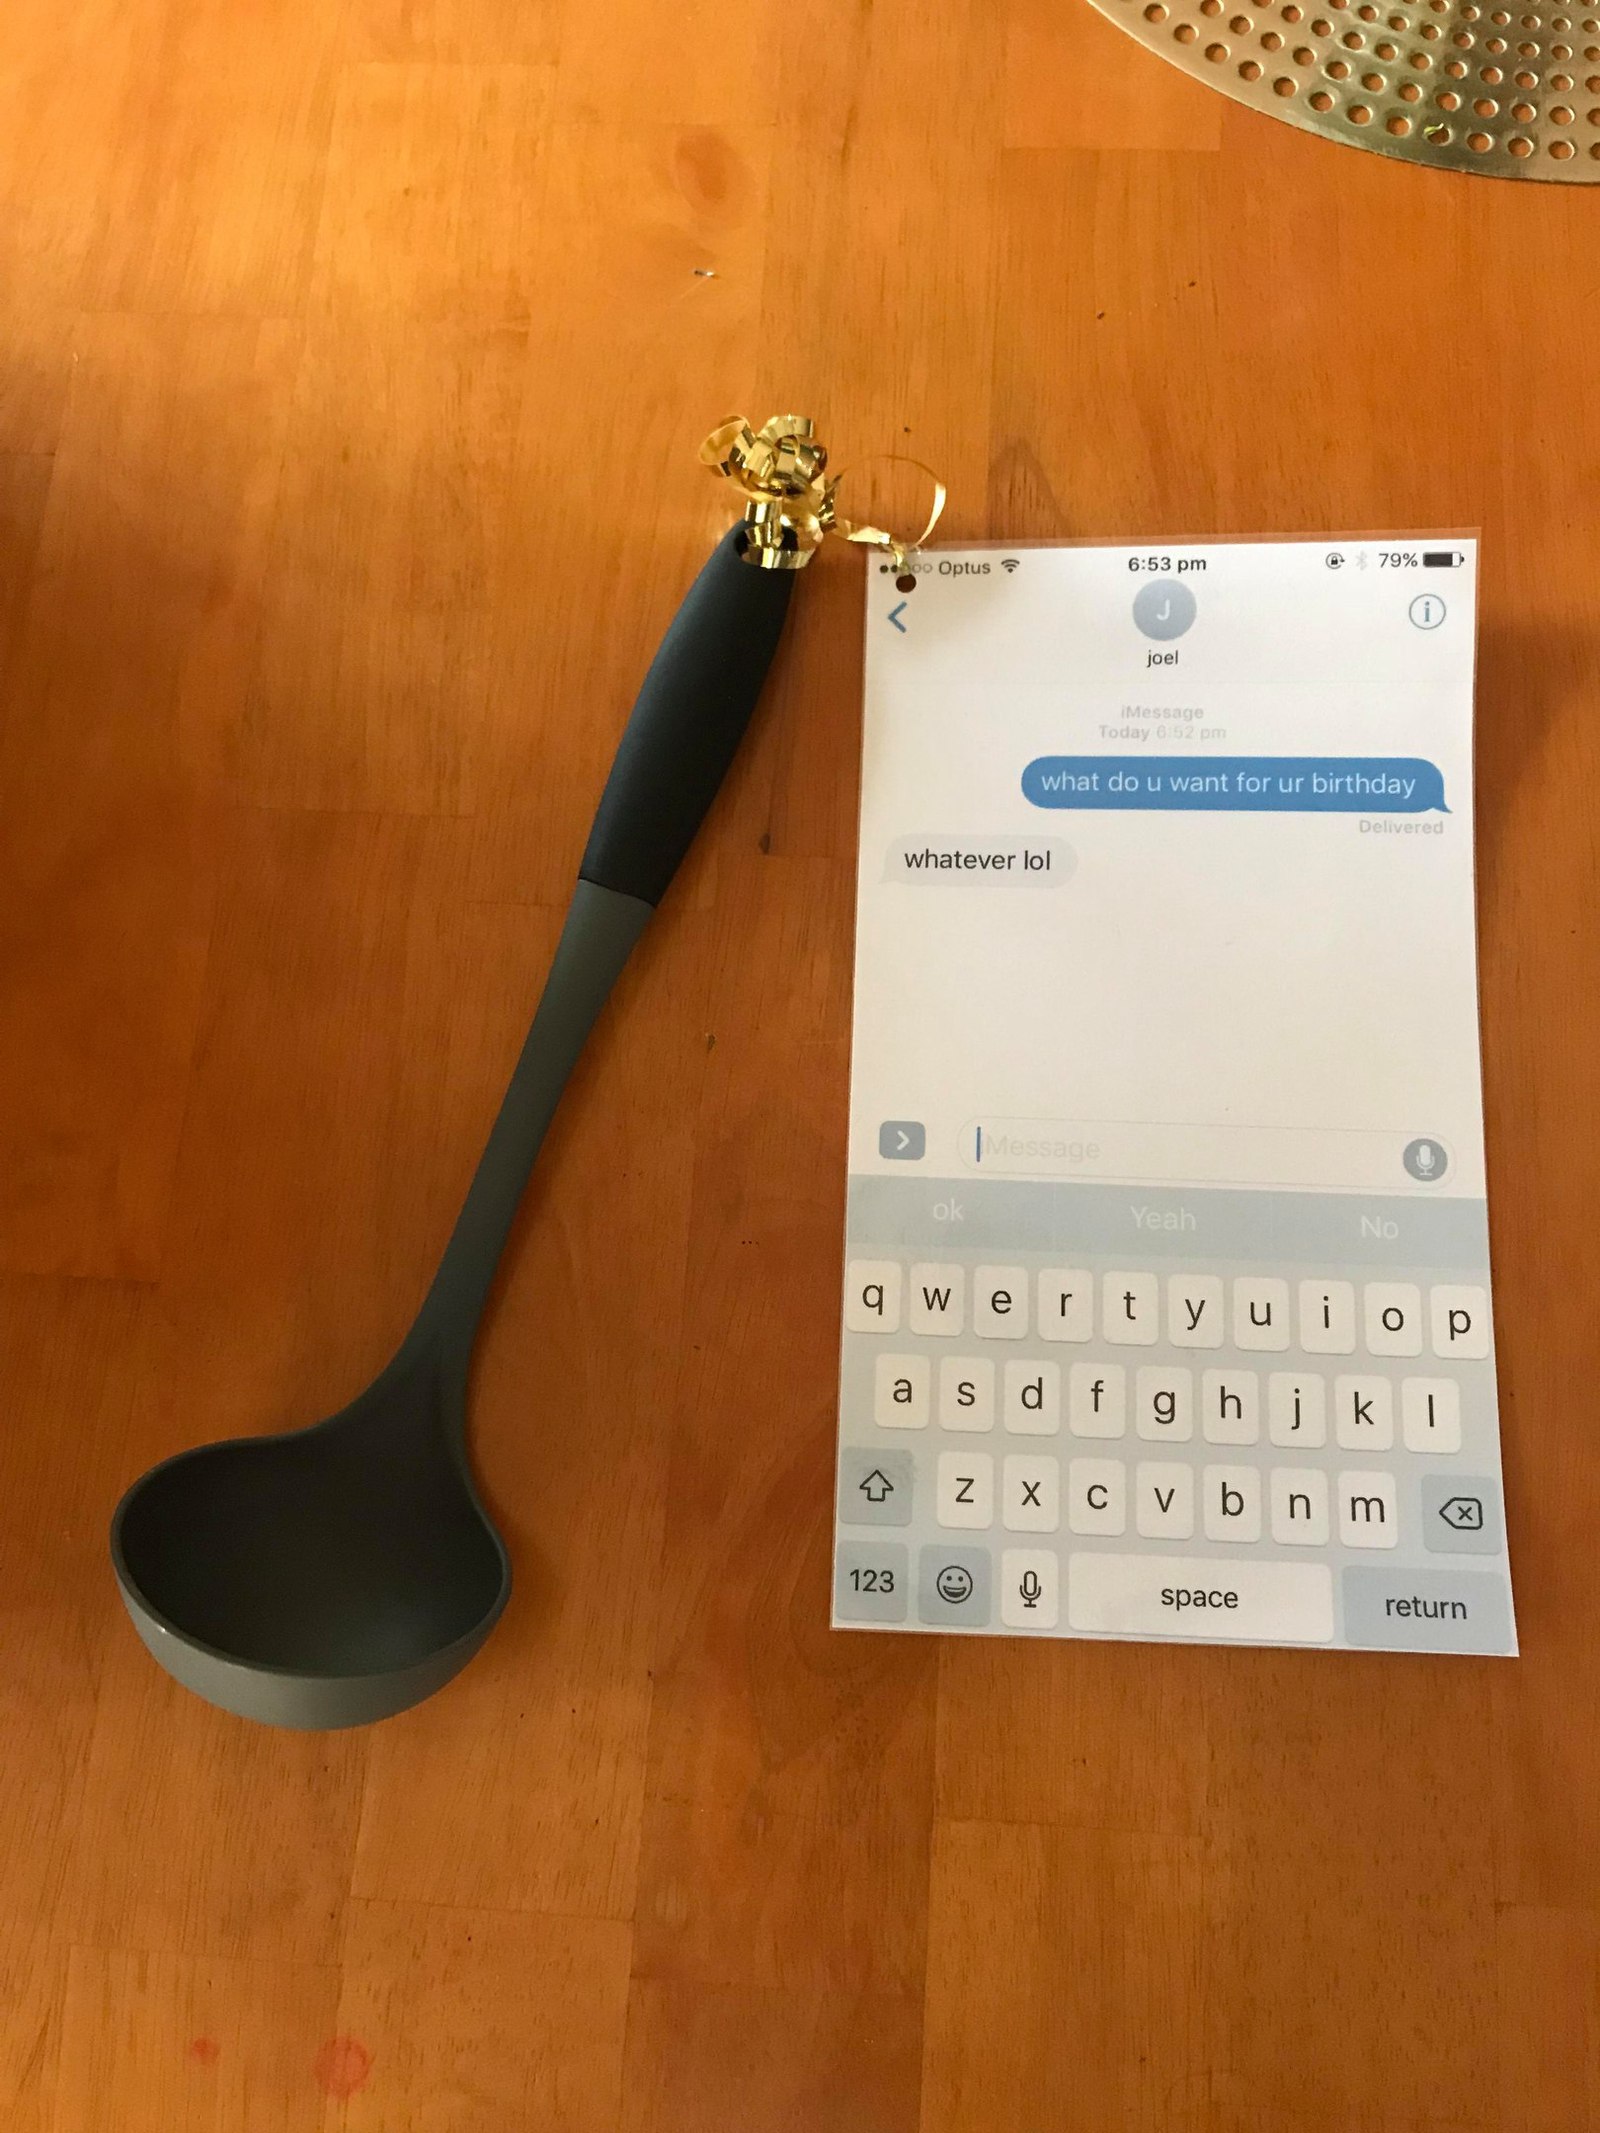 Optus 6:53 pm 79%
J
joel
iMessage
Today 6:52 pm
what do u want for ur birthday
Delivered
whatever lol
iMessage
ok Yeah No
q w e r t y u i o p
a s d f g h j k l
z x c v b n m
123 space return